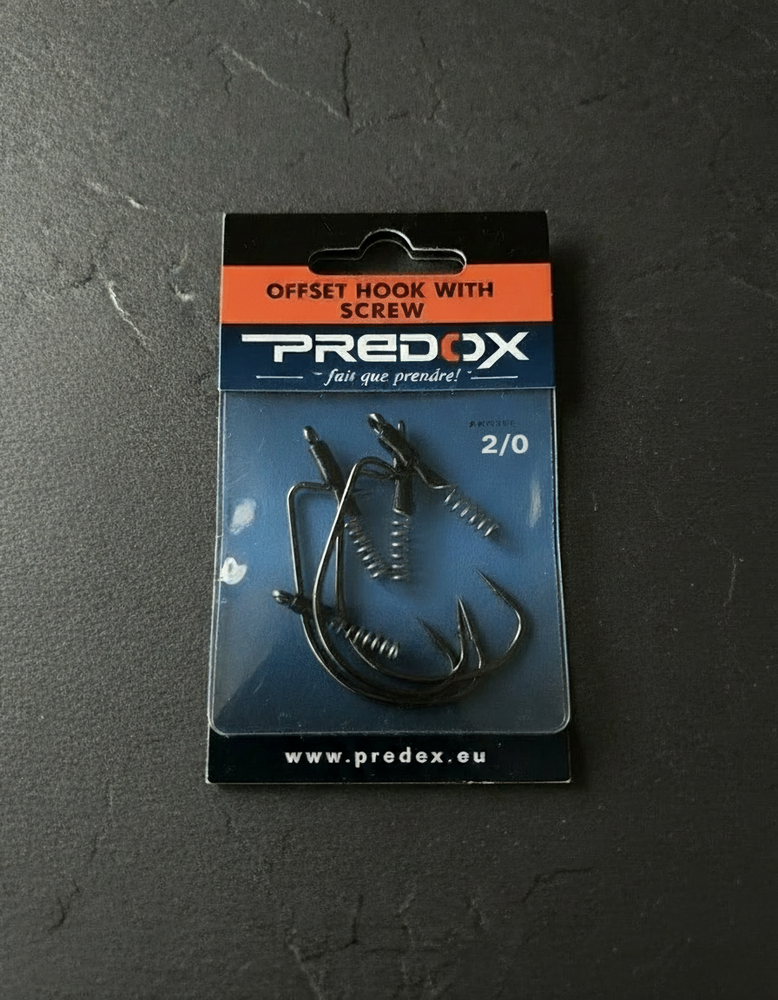 OFFSET HOOK WITH
SCREW
PREDOX
fait que prendre!
2/0
www.predex.eu